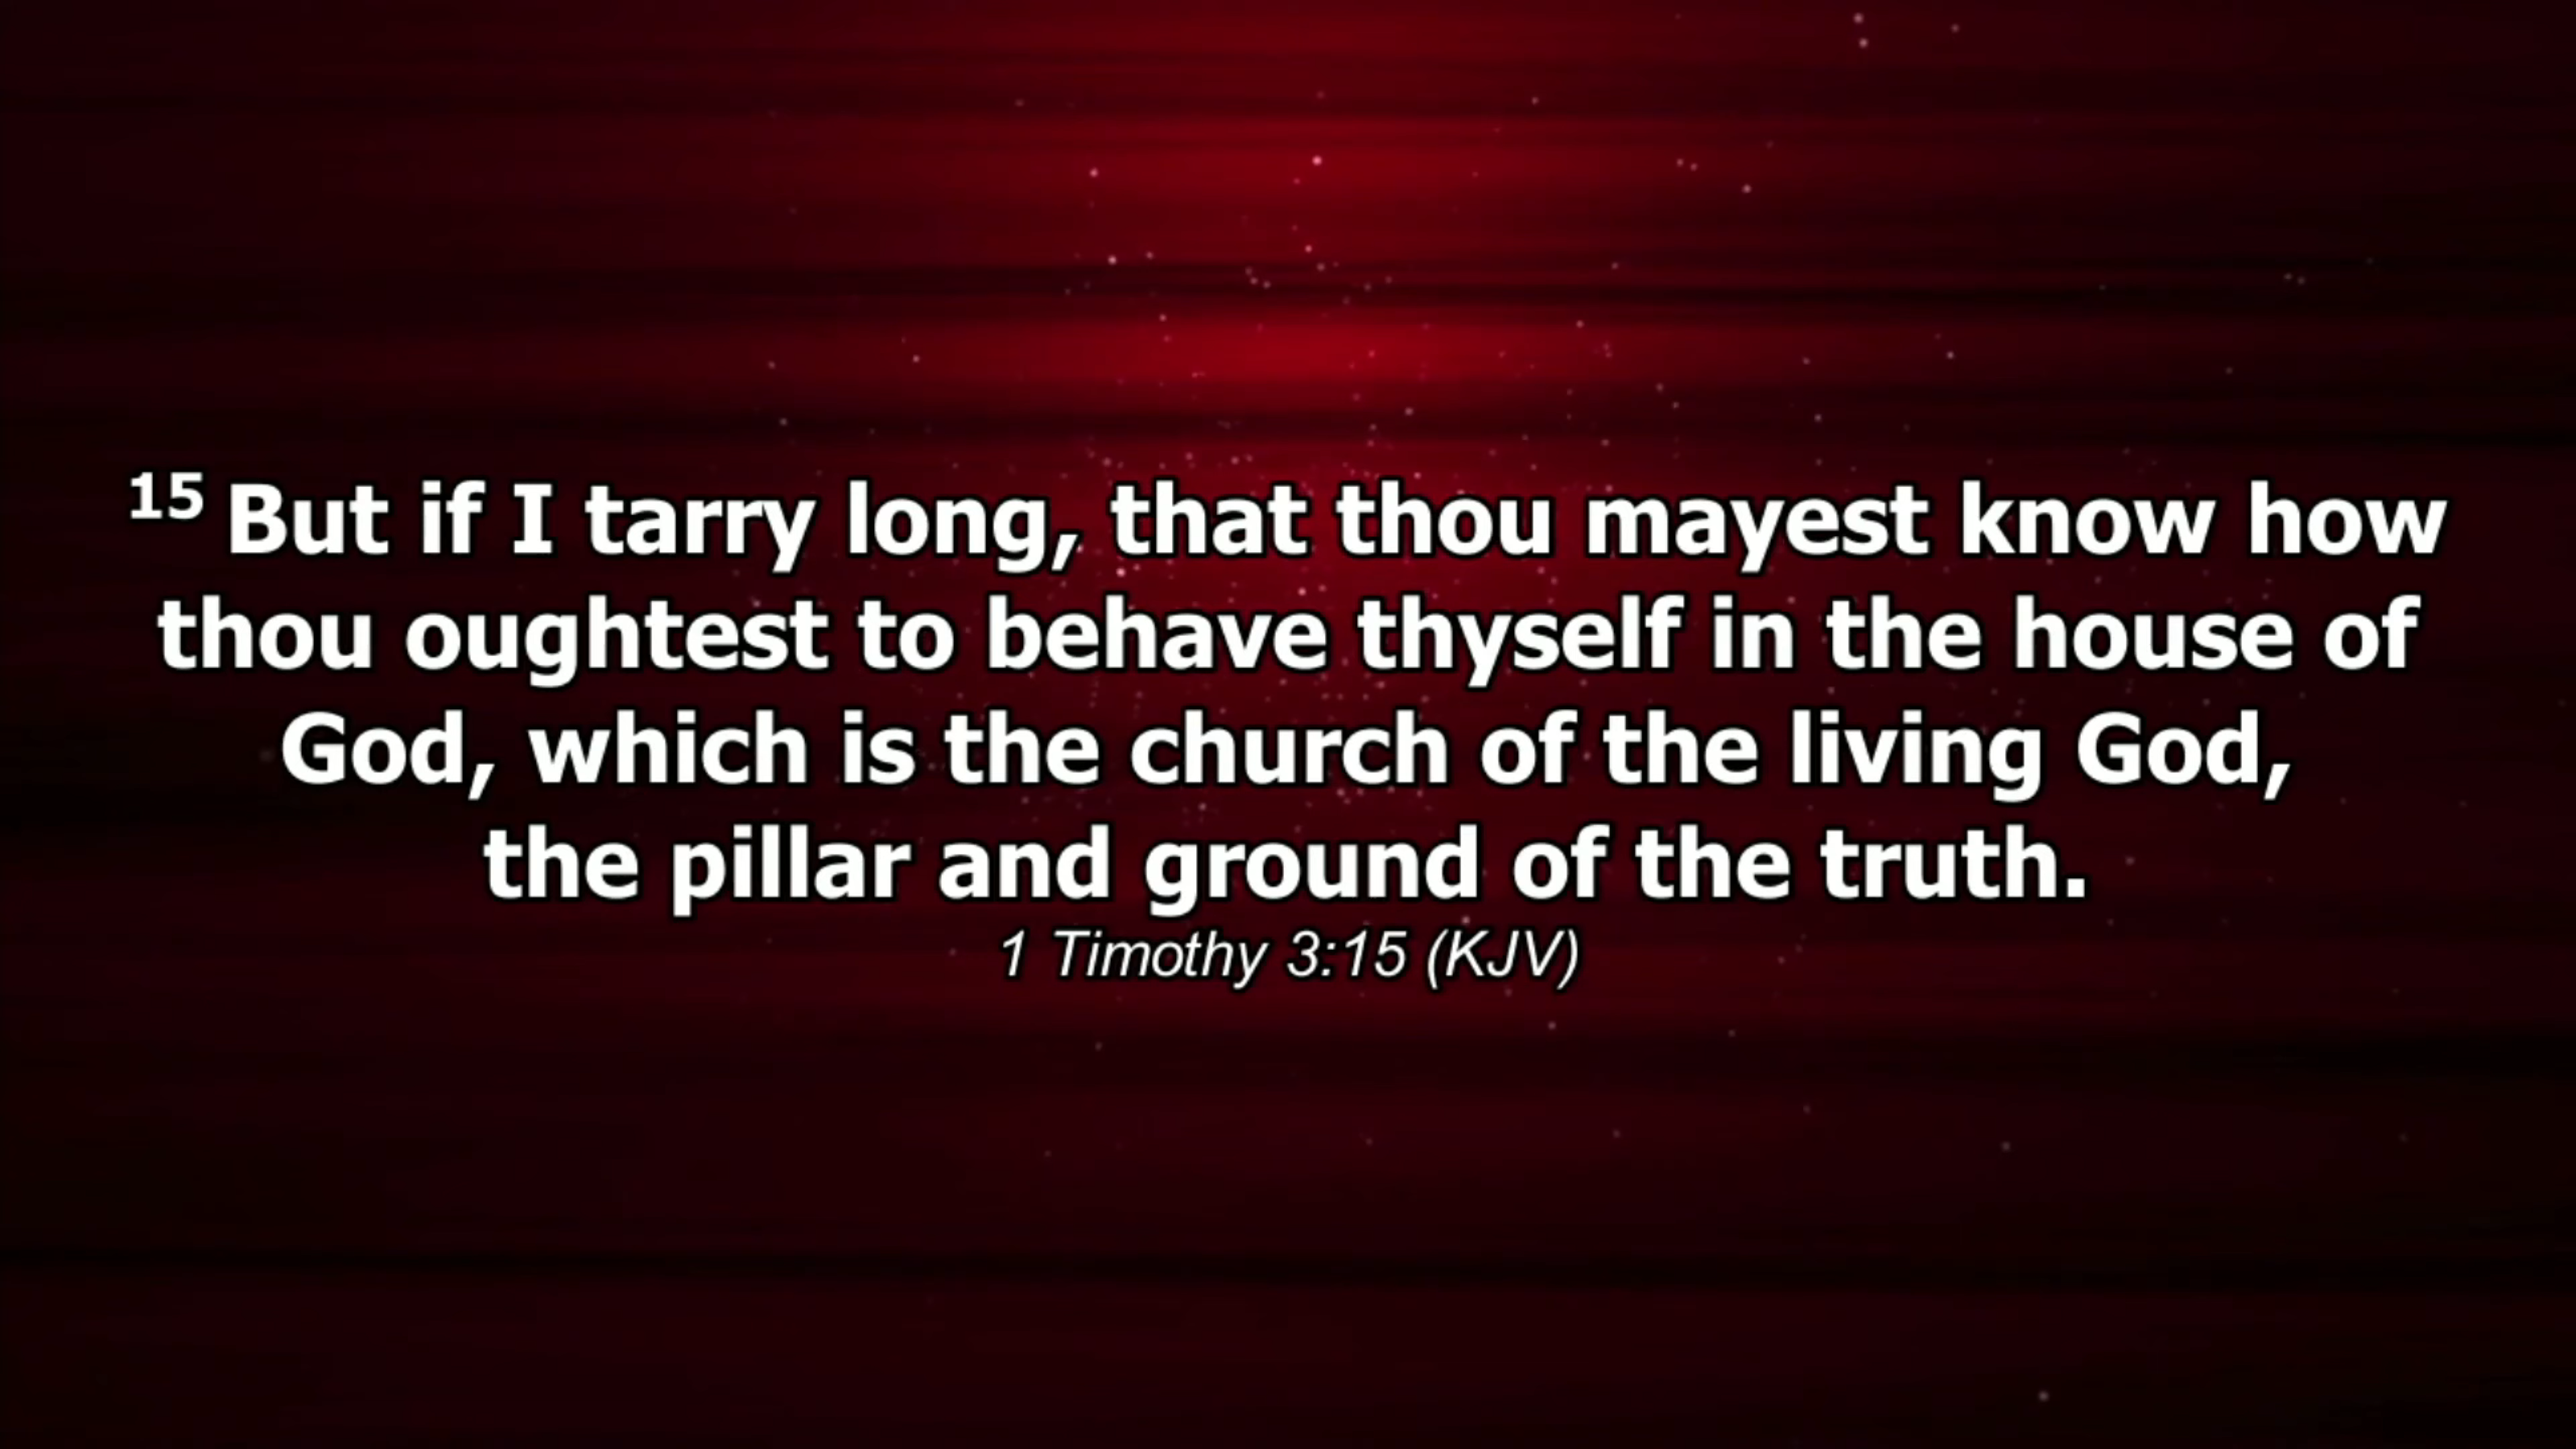 15 But if I tarry long, that thou mayest know how
thou oughtest to behave thyself in the house of
God, which is the church of the living God,
the pillar and ground of the truth.
1 Timothy 3:15 (KJV)